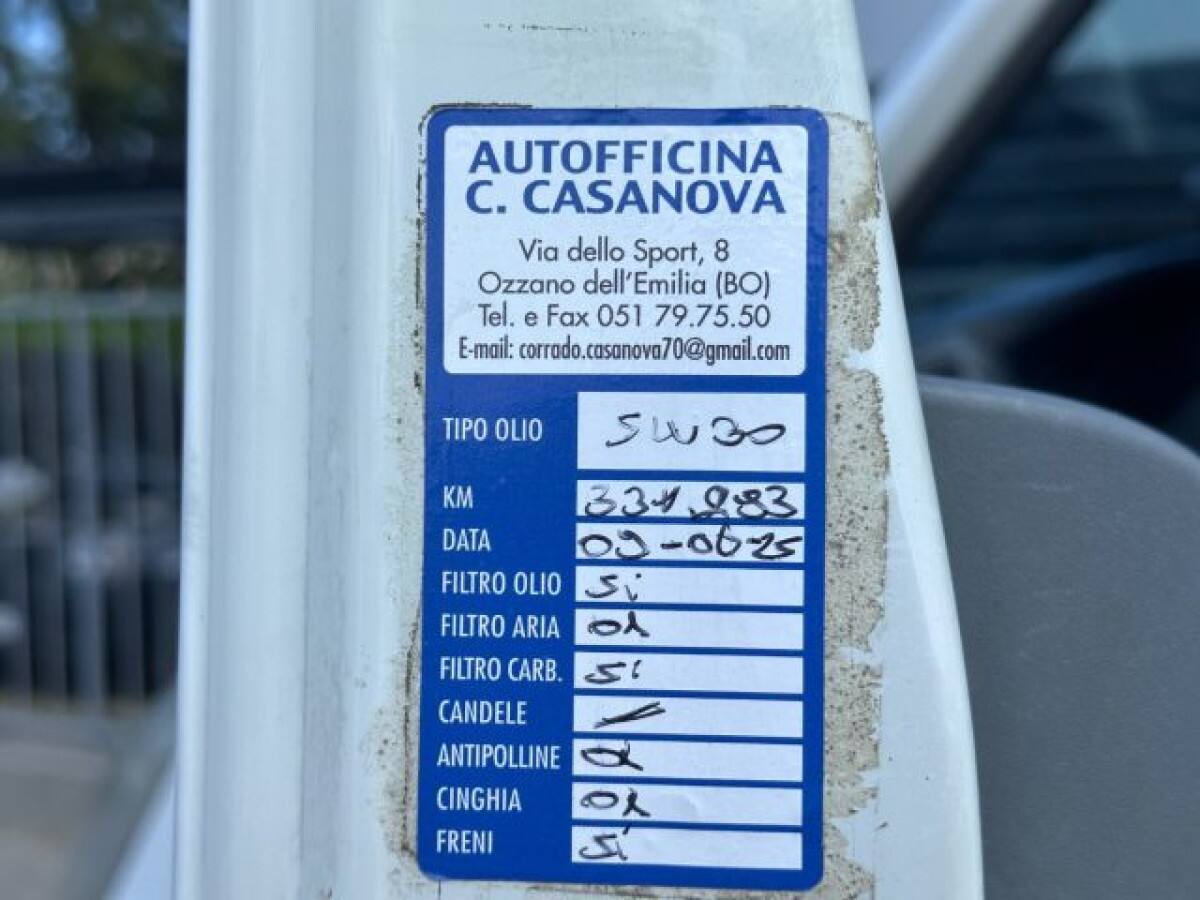 AUTOFFICINA
C. CASANOVA
Via dello Sport, 8
Ozzano dell'Emilia (BO)
Tel. e Fax 051 79.75.50
E-mail: corrado.casanova70@gmail.com
TIPO OLIO 5W30
KM 331.283
DATA 09-06-25
FILTRO OLIO Si
FILTRO ARIA ok
FILTRO CARB. Si
CANDELE
ANTIPOLLINE ok
CINGHIA ok
FRENI Si